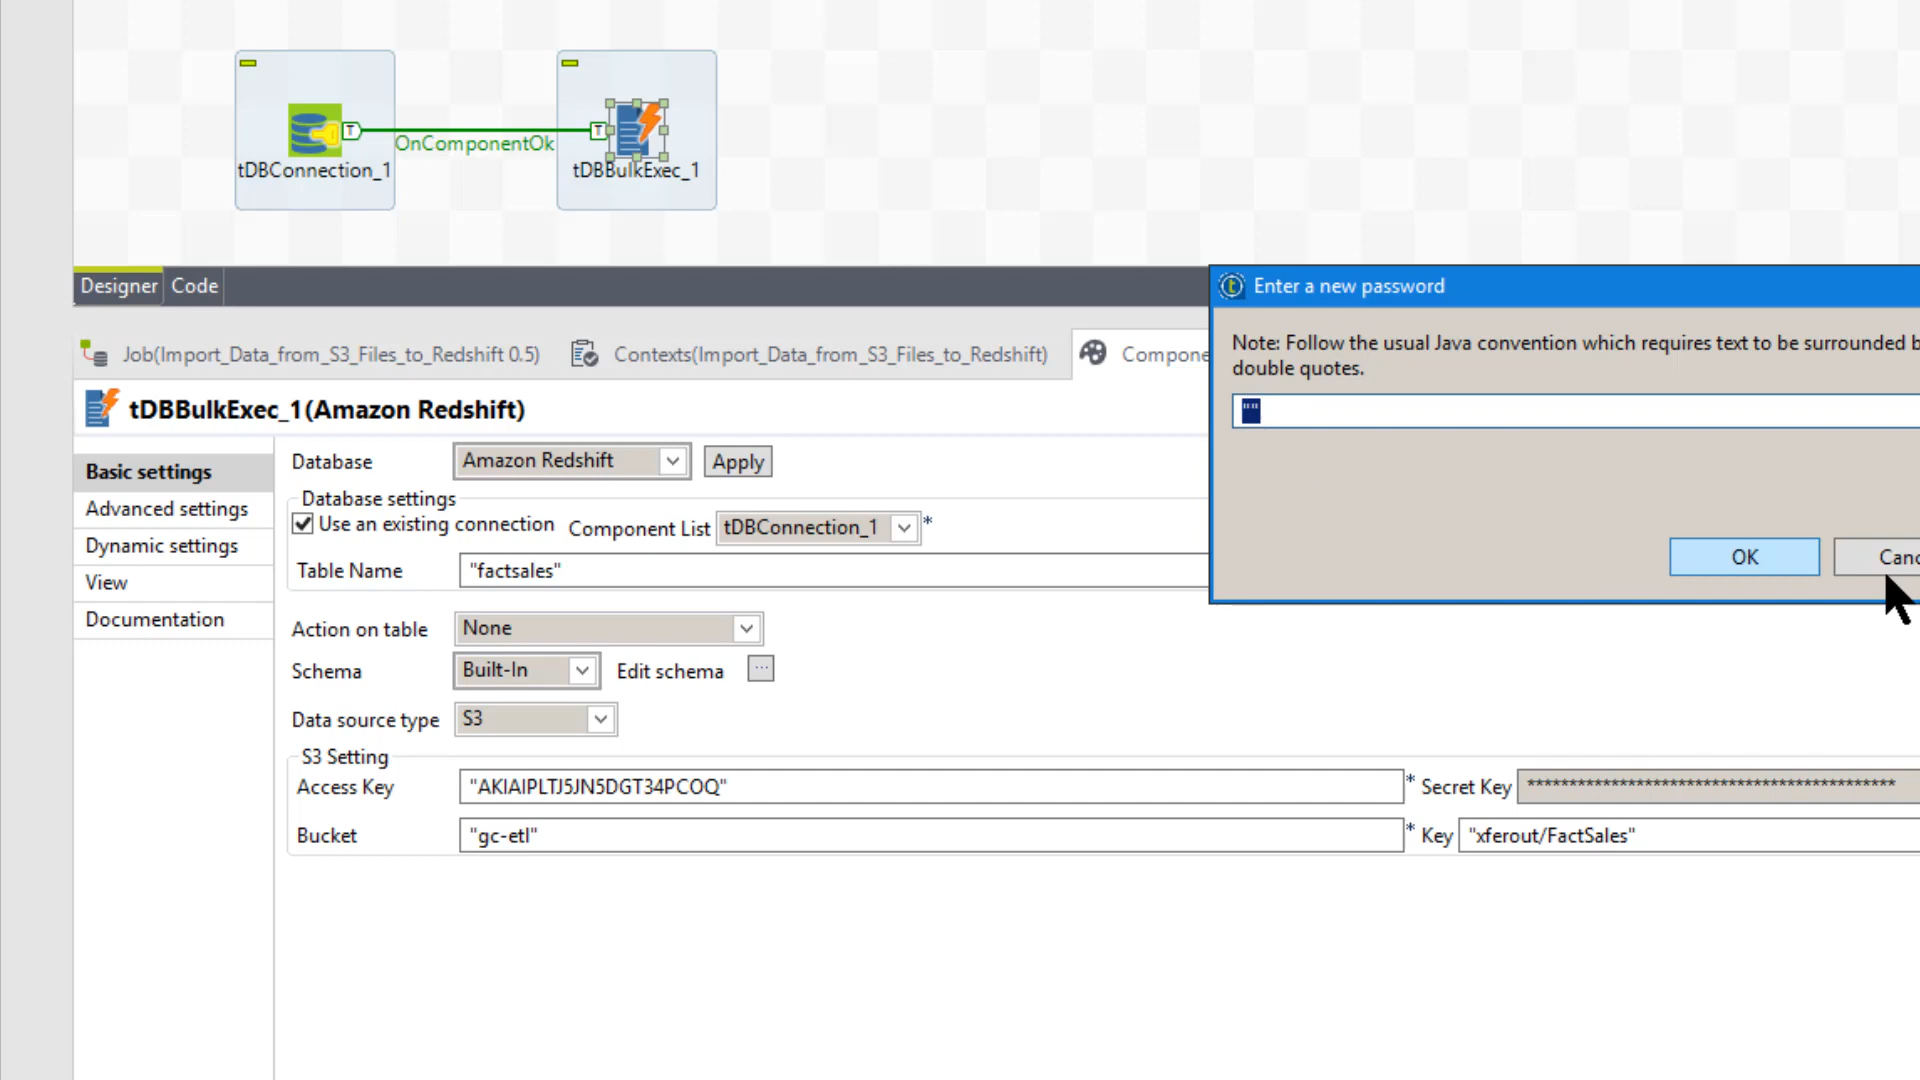 T OnComponentOk T
tDBConnection_1
tDBBulkExec_1
Designer Code
Enter a new password
Note: Follow the usual Java convention which requires text to be surrounded b
double quotes.
""
OK
Canc
Job(Import_Data_from_S3_Files_to_Redshift 0.5) Contexts(Import_Data_from_S3_Files_to_Redshift) Compone
tDBBulkExec_1(Amazon Redshift)
Basic settings
Advanced settings
Dynamic settings
View
Documentation
Database Amazon Redshift Apply
Database settings
Use an existing connection Component List tDBConnection_1 *
Table Name "factsales"
Action on table None
Schema Built-In Edit schema ...
Data source type S3
S3 Setting
Access Key "AKIAIPLTJ5JN5DGT34PCOQ" * Secret Key ********************************************
Bucket "gc-etl" * Key "xferout/FactSales"